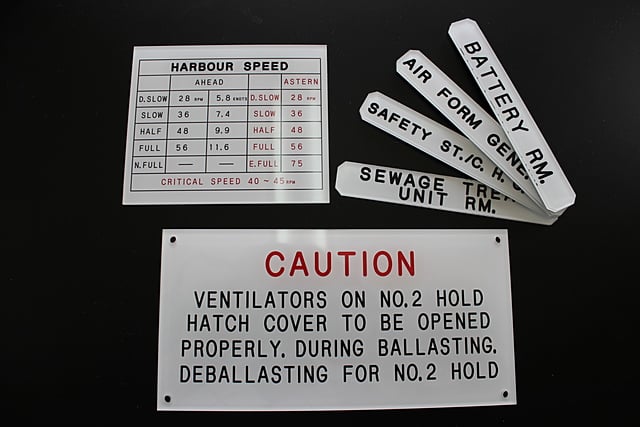 HARBOUR SPEED
AHEAD ASTERN
D.SLOW 28 RPM 5.8 KNOTS D.SLOW 28 RPM
SLOW 36 7.4 SLOW 36
HALF 48 9.9 HALF 48
FULL 56 11.6 FULL 56
N.FULL — — E.FULL 75
CRITICAL SPEED 40 ~ 45 RPM
BATTERY RM.
AIR FORM
SAFETY ST./C.
SEWAGE
UNIT RM.
CAUTION
VENTILATORS ON NO.2 HOLD
HATCH COVER TO BE OPENED
PROPERLY. DURING BALLASTING.
DEBALLASTING FOR NO.2 HOLD